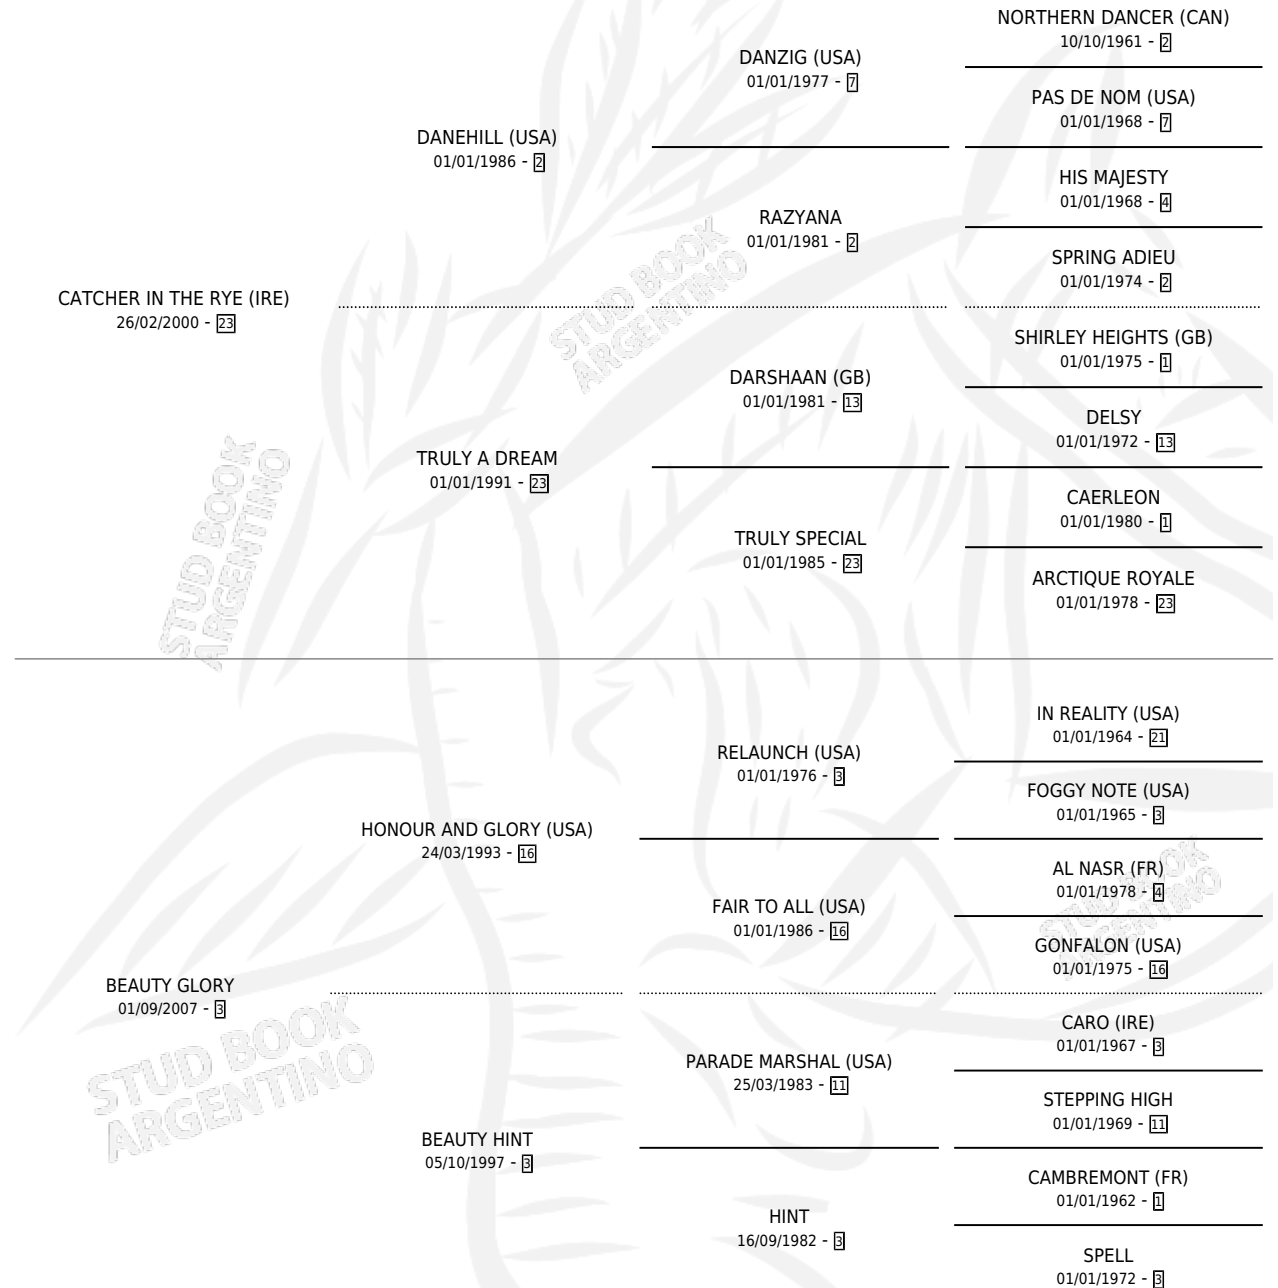 NORTHERN DANCER (CAN)
10/10/1961 - 2
DANZIG (USA)
01/01/1977 - 7
PAS DE NOM (USA)
01/01/1968 - 7
DANEHILL (USA)
01/01/1986 - 2
HIS MAJESTY
01/01/1968 - 4
RAZYANA
01/01/1981 - 2
SPRING ADIEU
01/01/1974 - 2
CATCHER IN THE RYE (IRE)
26/02/2000 - 23
SHIRLEY HEIGHTS (GB)
01/01/1975 - 1
DARSHAAN (GB)
01/01/1981 - 13
DELSY
01/01/1972 - 13
TRULY A DREAM
01/01/1991 - 23
CAERLEON
01/01/1980 - 1
TRULY SPECIAL
01/01/1985 - 23
ARCTIQUE ROYALE
01/01/1978 - 23
STUD BOOK
ARGENTINO
STUD BOOK
ARGENTINO
IN REALITY (USA)
01/01/1964 - 21
RELAUNCH (USA)
01/01/1976 - 3
FOGGY NOTE (USA)
01/01/1965 - 3
HONOUR AND GLORY (USA)
24/03/1993 - 16
AL NASR (FR)
01/01/1978 - 4
FAIR TO ALL (USA)
01/01/1986 - 16
GONFALON (USA)
01/01/1975 - 16
BEAUTY GLORY
01/09/2007 - 3
CARO (IRE)
01/01/1967 - 3
PARADE MARSHAL (USA)
25/03/1983 - 11
STEPPING HIGH
01/01/1969 - 11
BEAUTY HINT
05/10/1997 - 3
CAMBREMONT (FR)
01/01/1962 - 1
HINT
16/09/1982 - 3
SPELL
01/01/1972 - 3
STUD BOOK
ARGENTINO
STUD BOOK
ARGENTINO